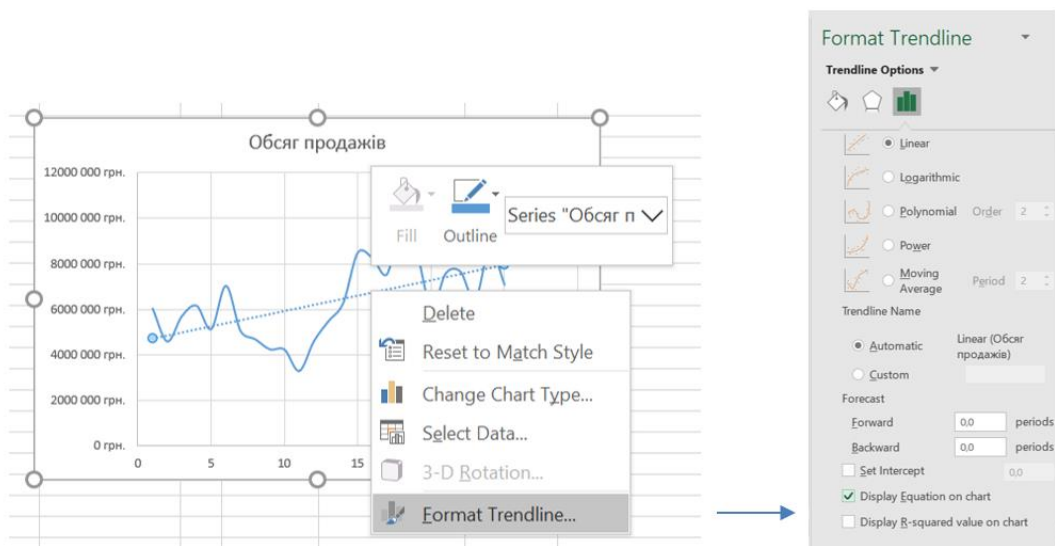 Обсяг продажів
12000 000 грн.
10000 000 грн.
8000 000 грн.
6000 000 грн.
4000 000 грн.
2000 000 грн.
0 грн.
0 5 10 15
Fill Outline
Series "Обсяг п
Delete
Reset to Match Style
Change Chart Type...
Select Data...
3-D Rotation...
Format Trendline...
Format Trendline
Trendline Options
Linear
Logarithmic
Polynomial Order 2
Power
Moving Average Period 2
Trendline Name
Automatic Linear (Обсяг
продажів)
Custom
Forecast
Forward 0,0 periods
Backward 0,0 periods
Set Intercept 0,0
Display Equation on chart
Display R-squared value on chart